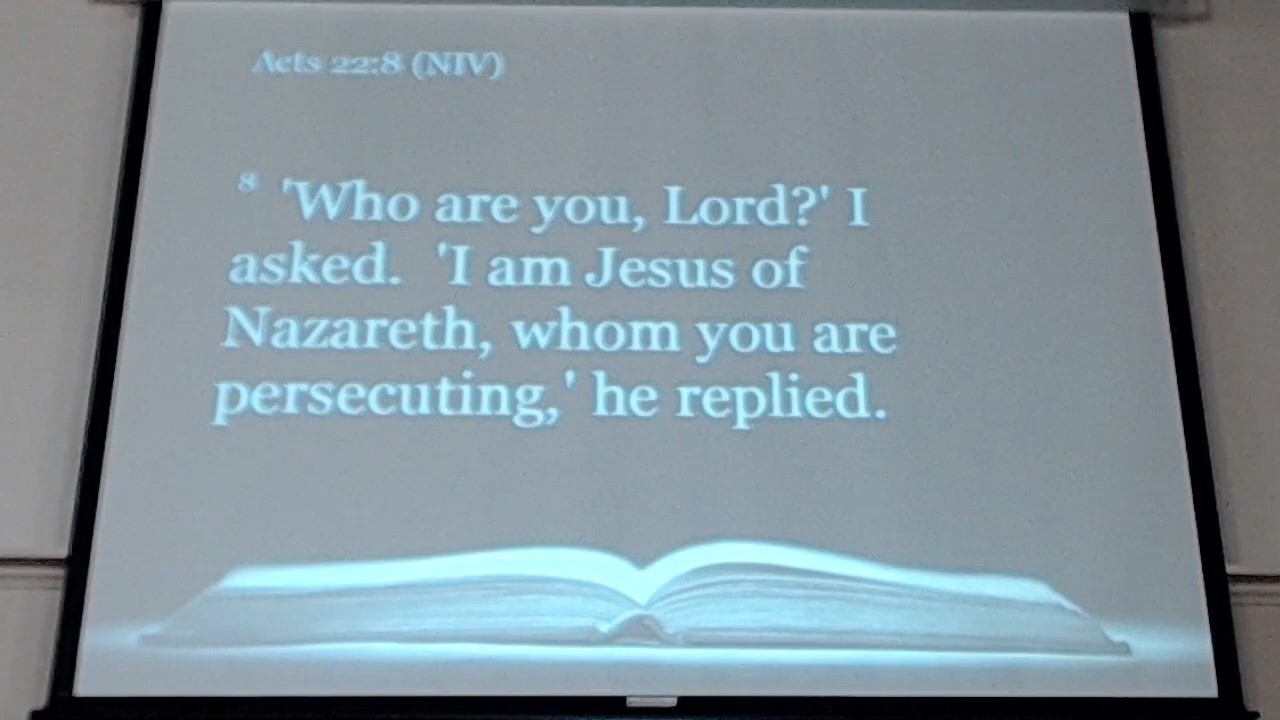 Acts 22:8 (NIV)
8 'Who are you, Lord?' I
asked. 'I am Jesus of
Nazareth, whom you are
persecuting,' he replied.